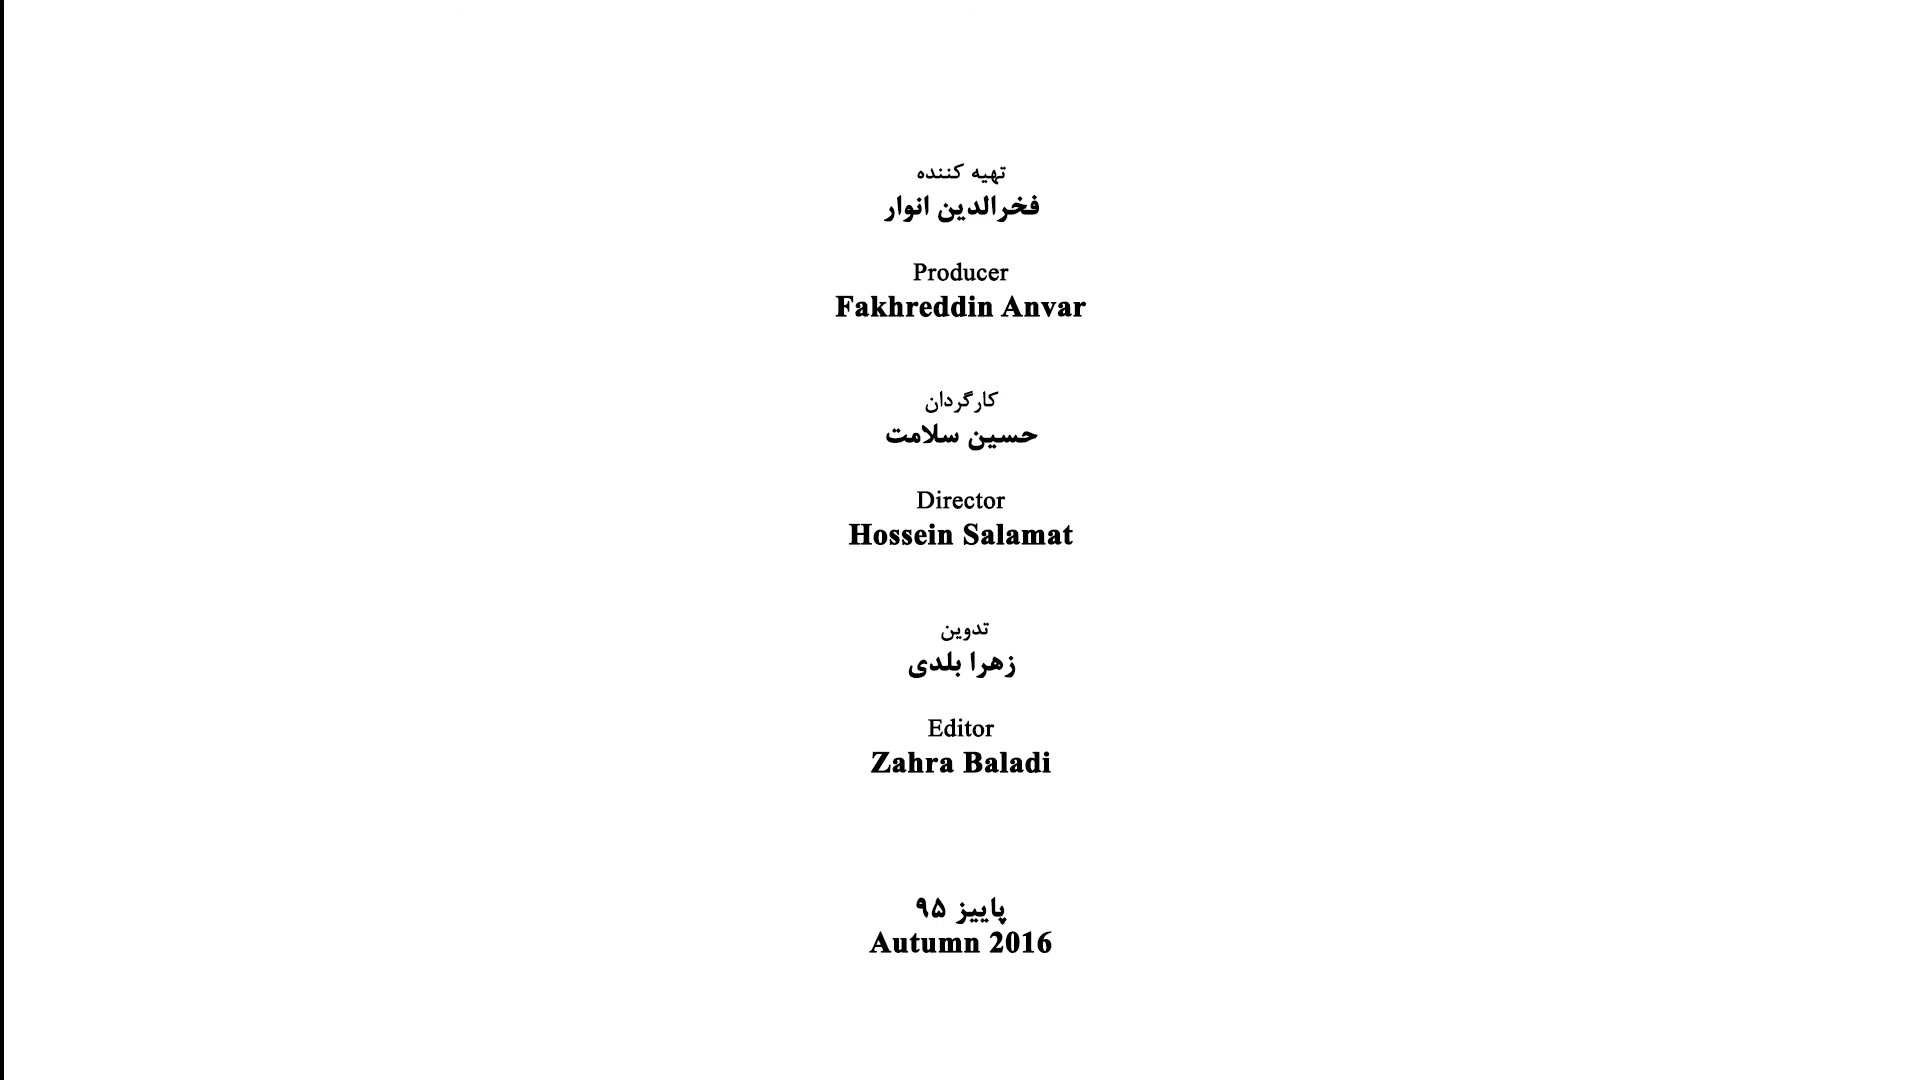 تهیه کننده
فخرالدین انوار
Producer
Fakhreddin Anvar
کارگردان
حسین سلامت
Director
Hossein Salamat
تدوین
زهرا بلدی
Editor
Zahra Baladi
پاییز ۹۵
Autumn 2016